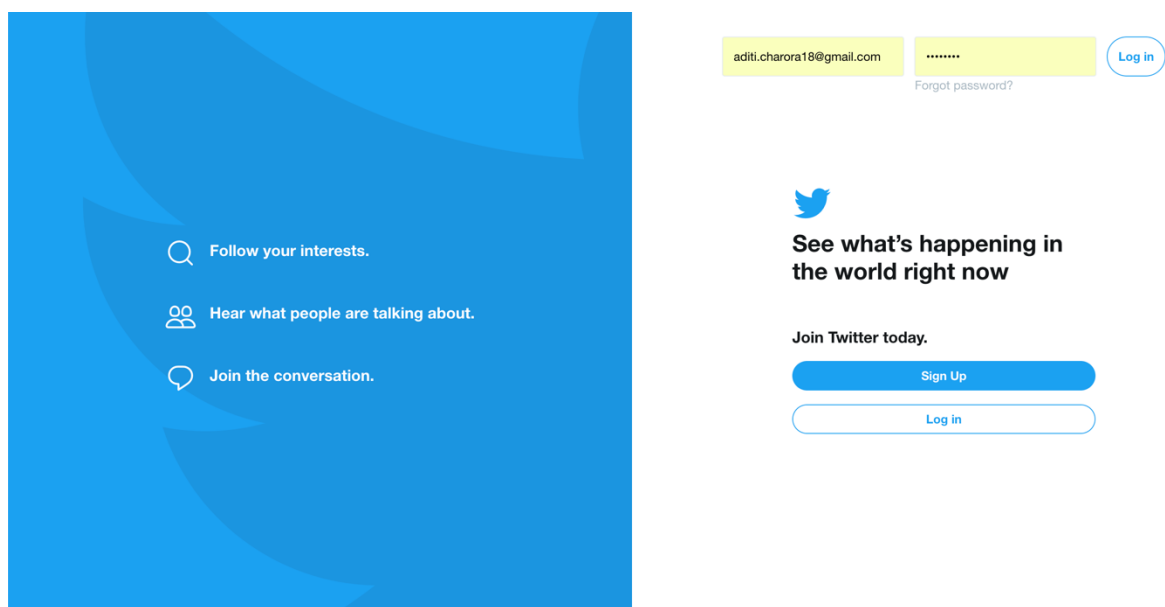 Follow your interests.
Hear what people are talking about.
Join the conversation.
aditi.charora18@gmail.com
••••••••
Log in
Forgot password?
See what’s happening in
the world right now
Join Twitter today.
Sign Up
Log in